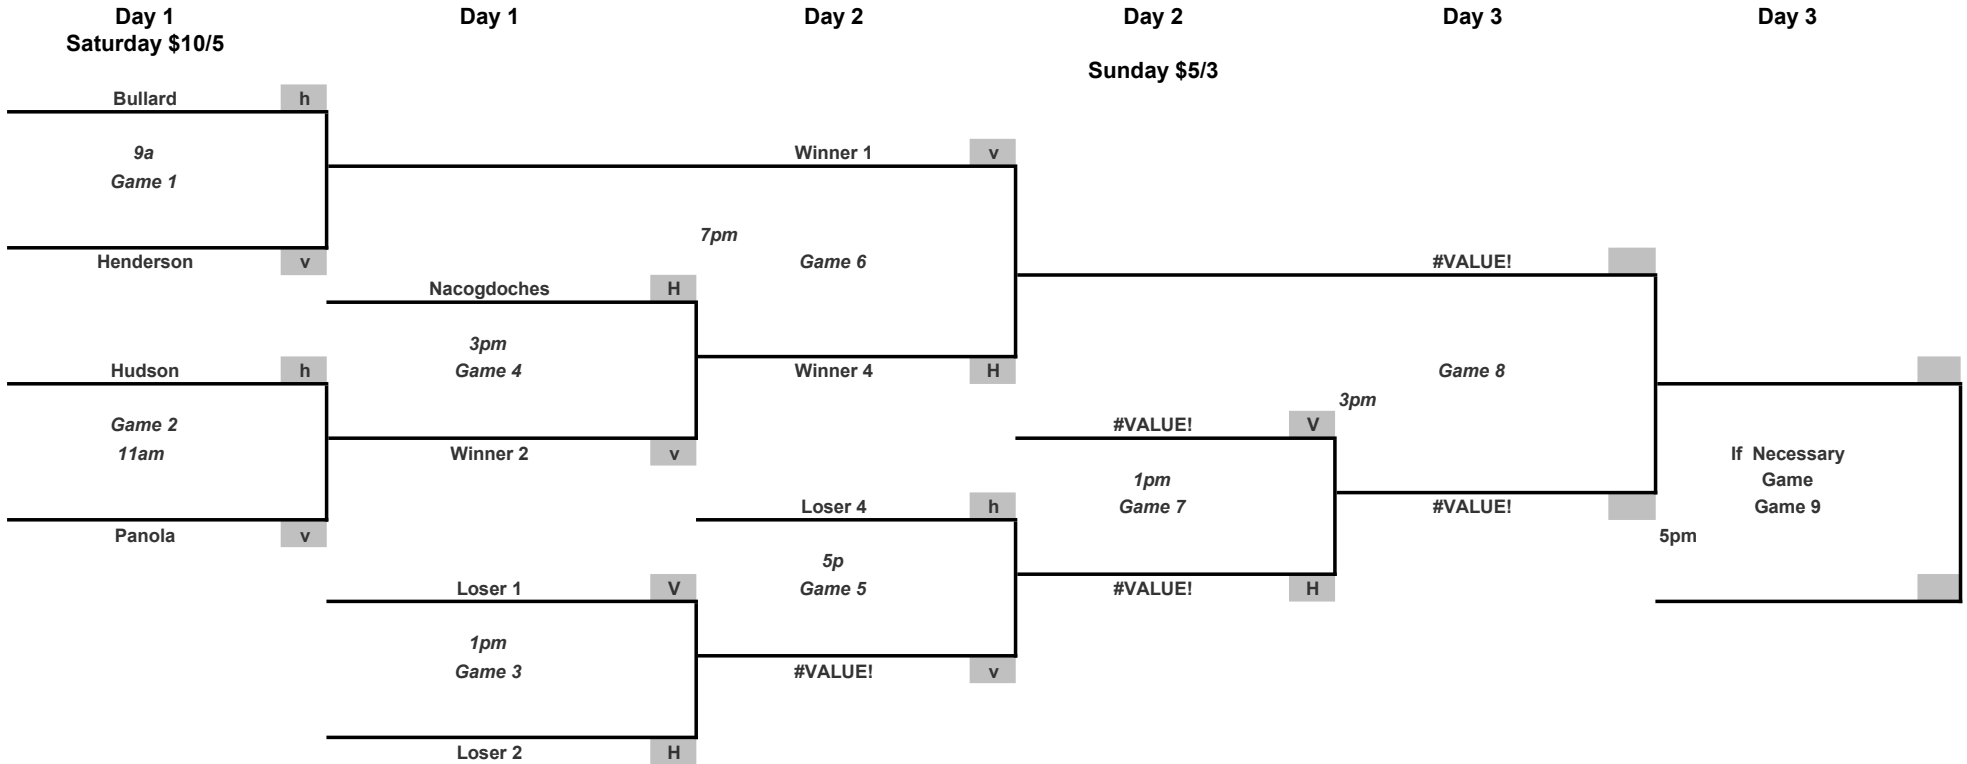 Day 1 Day 1 Day 2 Day 2 Day 3 Day 3
Saturday $10/5
Sunday $5/3
Bullard h
9a
Game 1
Henderson v
Hudson h
Game 2
11am
Panola v
Nacogdoches H
3pm
Game 4
Winner 2 v
Loser 1 V
1pm
Game 3
Loser 2 H
Winner 1 v
7pm
Game 6
Winner 4 H
Loser 4 h
5p
Game 5
#VALUE! v
#VALUE! V
1pm
Game 7
#VALUE! H
#VALUE!
Game 8
3pm
#VALUE!
If Necessary
Game
Game 9
5pm